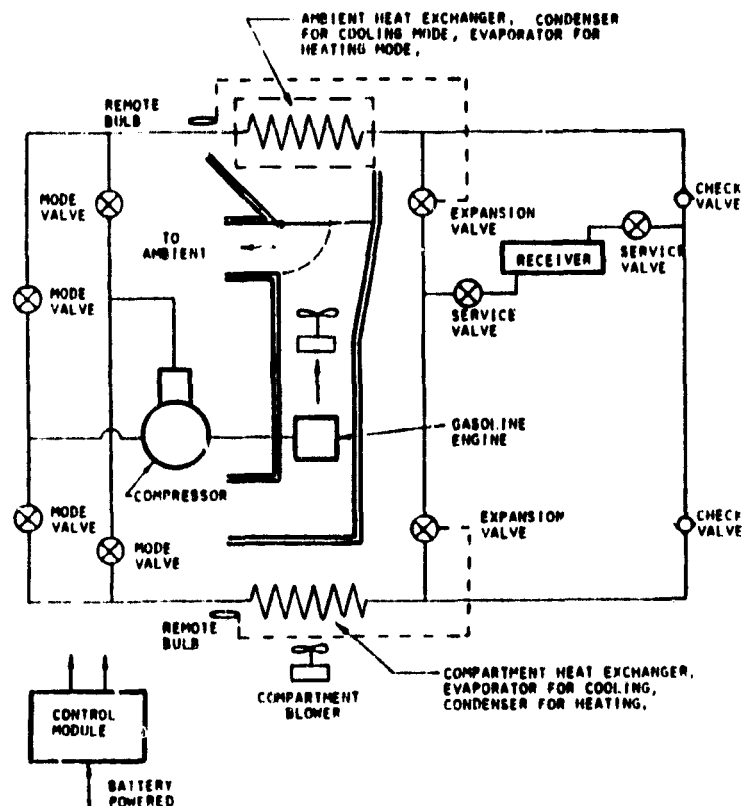 AMBIENT HEAT EXCHANGER, CONDENSER
FOR COOLING MODE, EVAPORATOR FOR
HEATING MODE,
REMOTE
BULB
MODE
VALVE
CHECK
VALVE
EXPANSION
VALVE
TO
AMBIENT
RECEIVER
SERVICE
VALVE
MODE
VALVE
SERVICE
VALVE
GASOLINE
ENGINE
COMPRESSOR
MODE
VALVE
EXPANSION
VALVE
CHECK
VALVE
MODE
VALVE
REMOTE
BULB
COMPARTMENT
BLOWER
COMPARTMENT HEAT EXCHANGER,
EVAPORATOR FOR COOLING,
CONDENSER FOR HEATING,
CONTROL
MODULE
BATTERY
POWERED